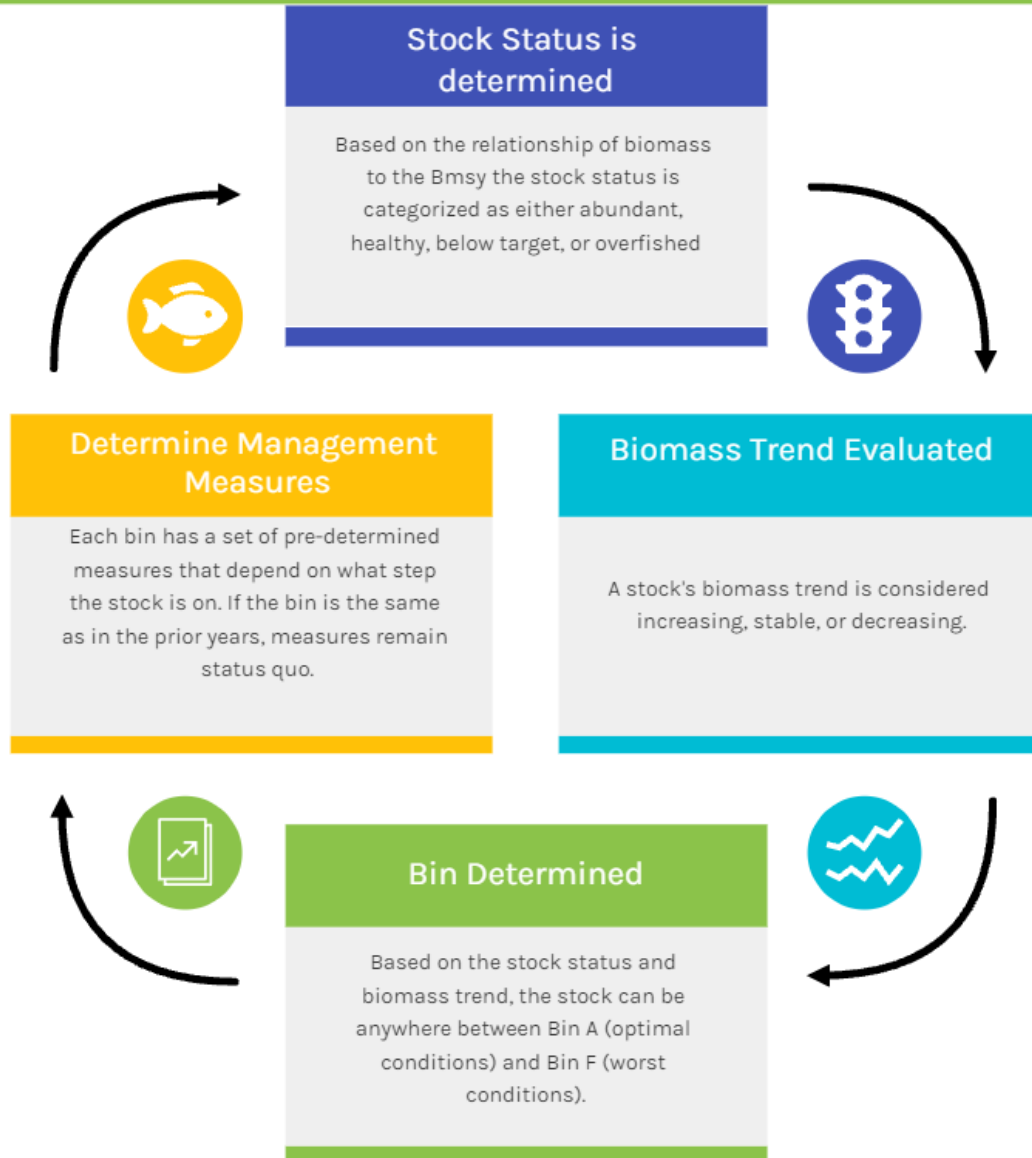 Stock Status is
determined
Based on the relationship of biomass
to the Bmsy the stock status is
categorized as either abundant,
healthy, below target, or overfished
Determine Management
Measures
Each bin has a set of pre-determined
measures that depend on what step
the stock is on. If the bin is the same
as in the prior years, measures remain
status quo.
Biomass Trend Evaluated
A stock's biomass trend is considered
increasing, stable, or decreasing.
Bin Determined
Based on the stock status and
biomass trend, the stock can be
anywhere between Bin A (optimal
conditions) and Bin F (worst
conditions).